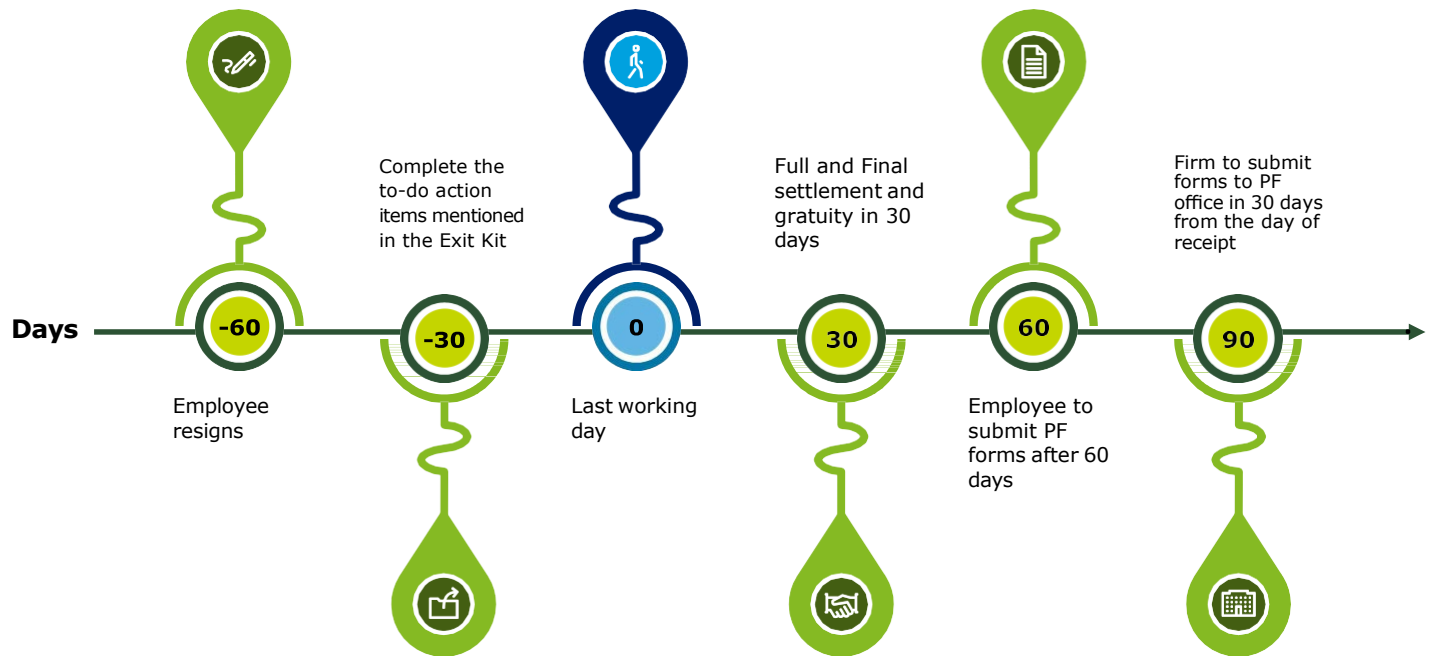 Complete the
to-do action
items mentioned
in the Exit Kit
Full and Final
settlement and
gratuity in 30
days
Firm to submit
forms to PF
office in 30 days
from the day of
receipt
Days
-60
-30
0
30
60
90
Employee
resigns
Last working
day
Employee to
submit PF
forms after 60
days